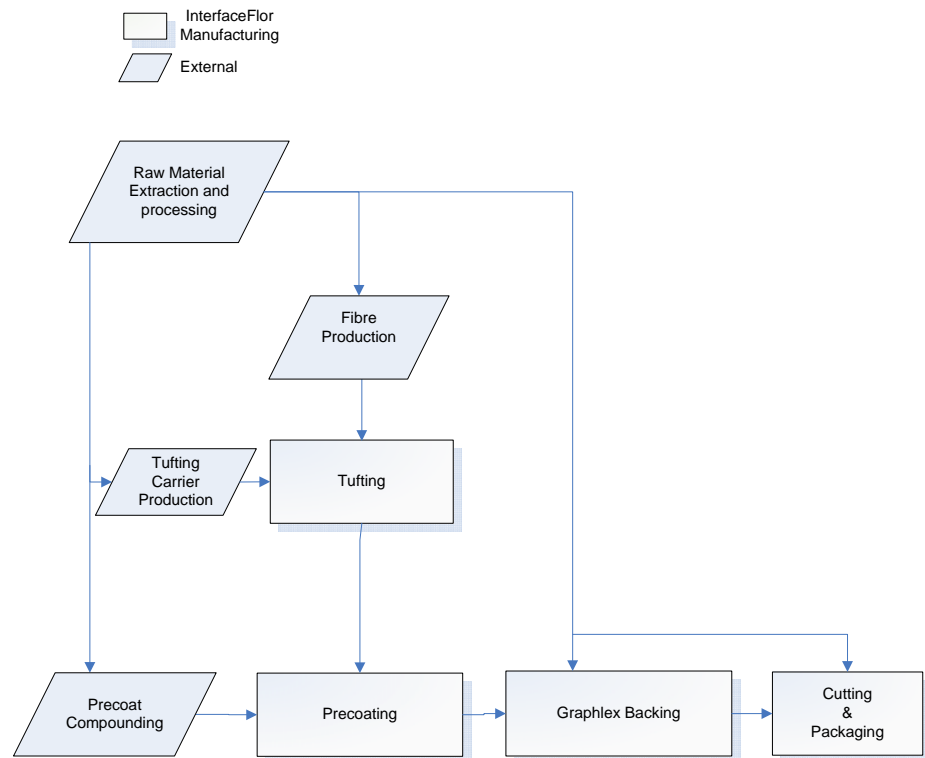 InterfaceFlor
Manufacturing
External
Raw Material
Extraction and
processing
Fibre
Production
Tufting
Carrier
Production
Tufting
Precoat
Compounding
Precoating
Graphlex Backing
Cutting
&
Packaging